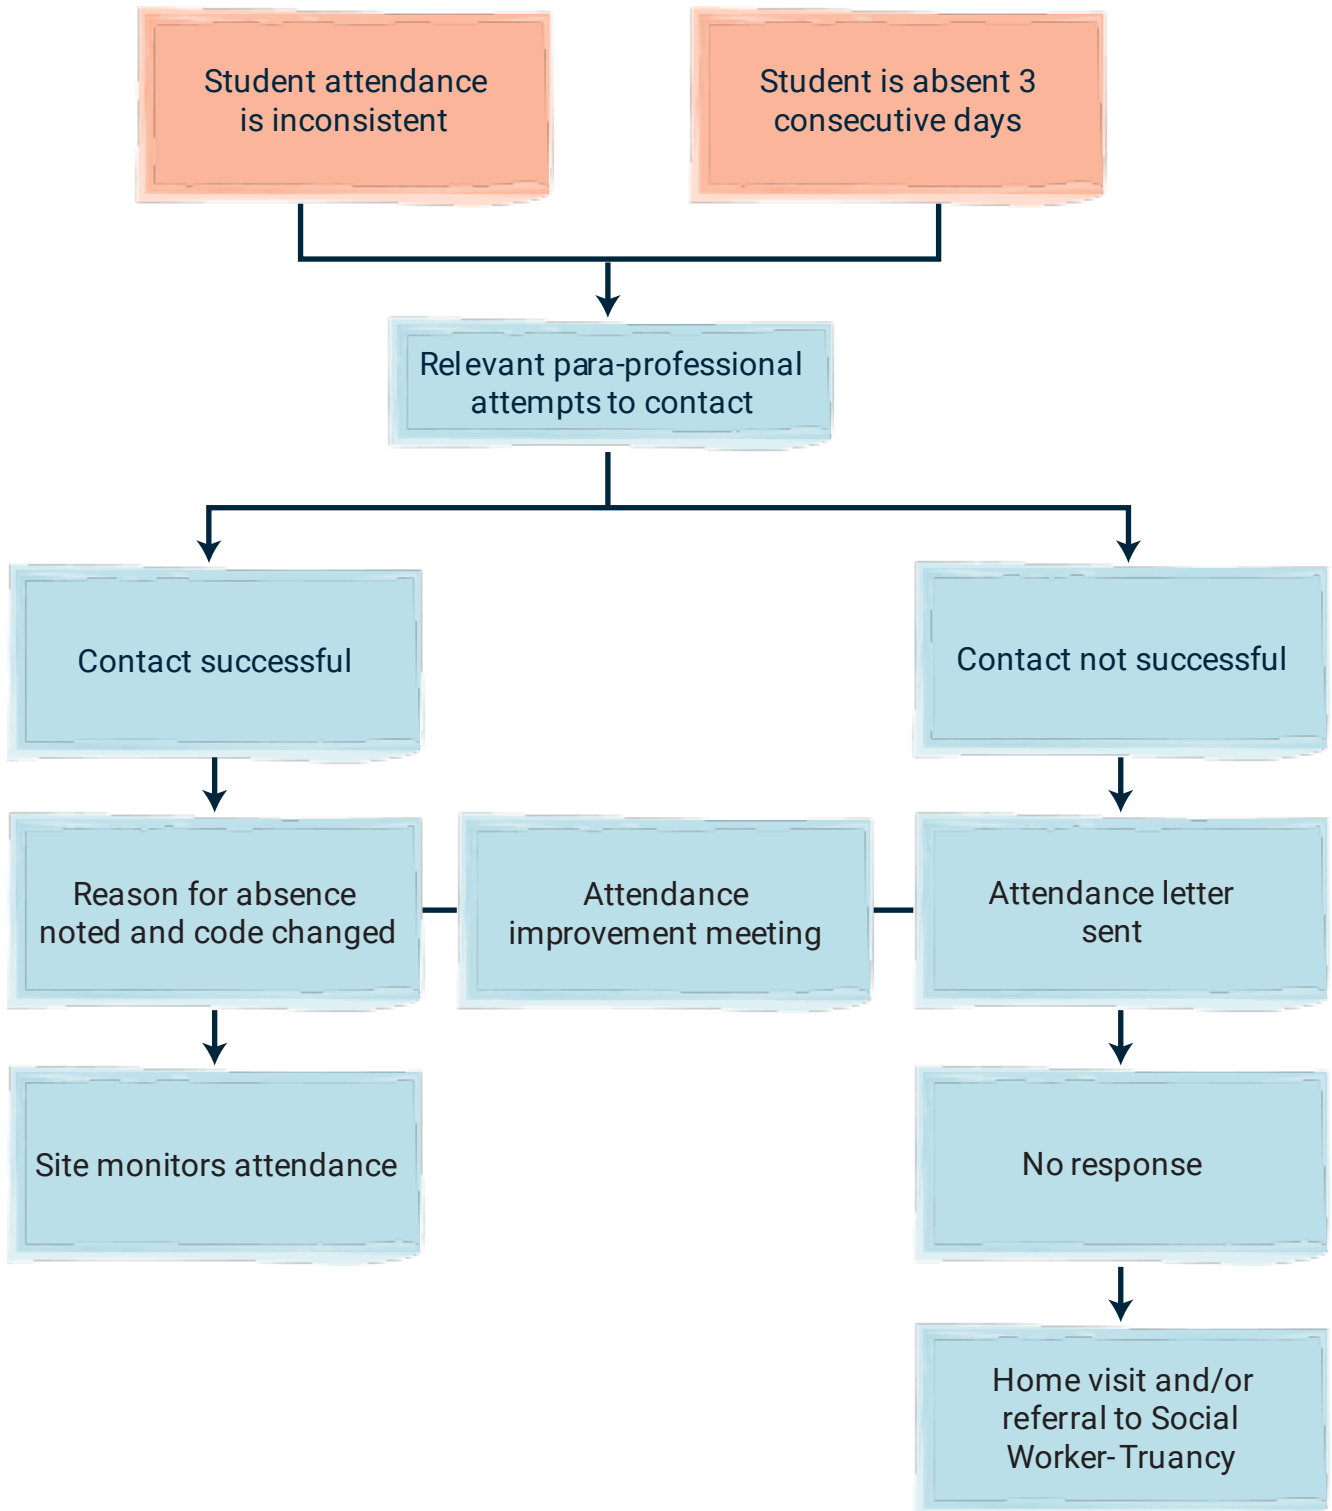 Student attendance
is inconsistent
Student is absent 3
consecutive days
Relevant para-professional
attempts to contact
Contact successful
Contact not successful
Reason for absence
noted and code changed
Attendance
improvement meeting
Attendance letter
sent
Site monitors attendance
No response
Home visit and/or
referral to Social
Worker-Truancy